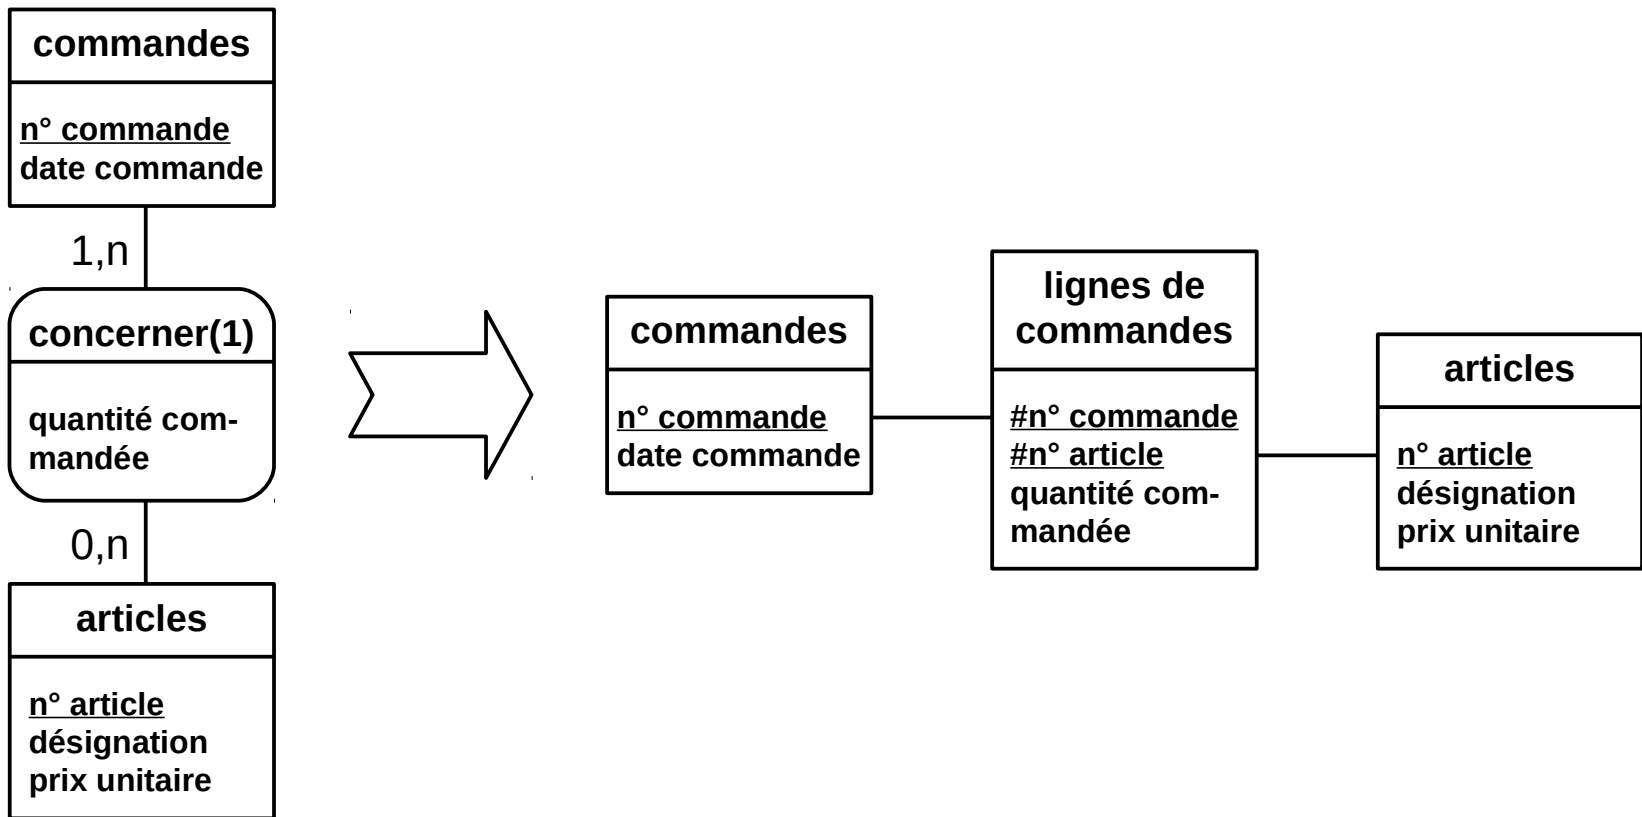 commandes
n° commande
date commande
1,n
concerner(1)
quantité com-
mandée
0,n
articles
n° article
désignation
prix unitaire
commandes
n° commande
date commande
lignes de
commandes
#n° commande
#n° article
quantité com-
mandée
articles
n° article
désignation
prix unitaire